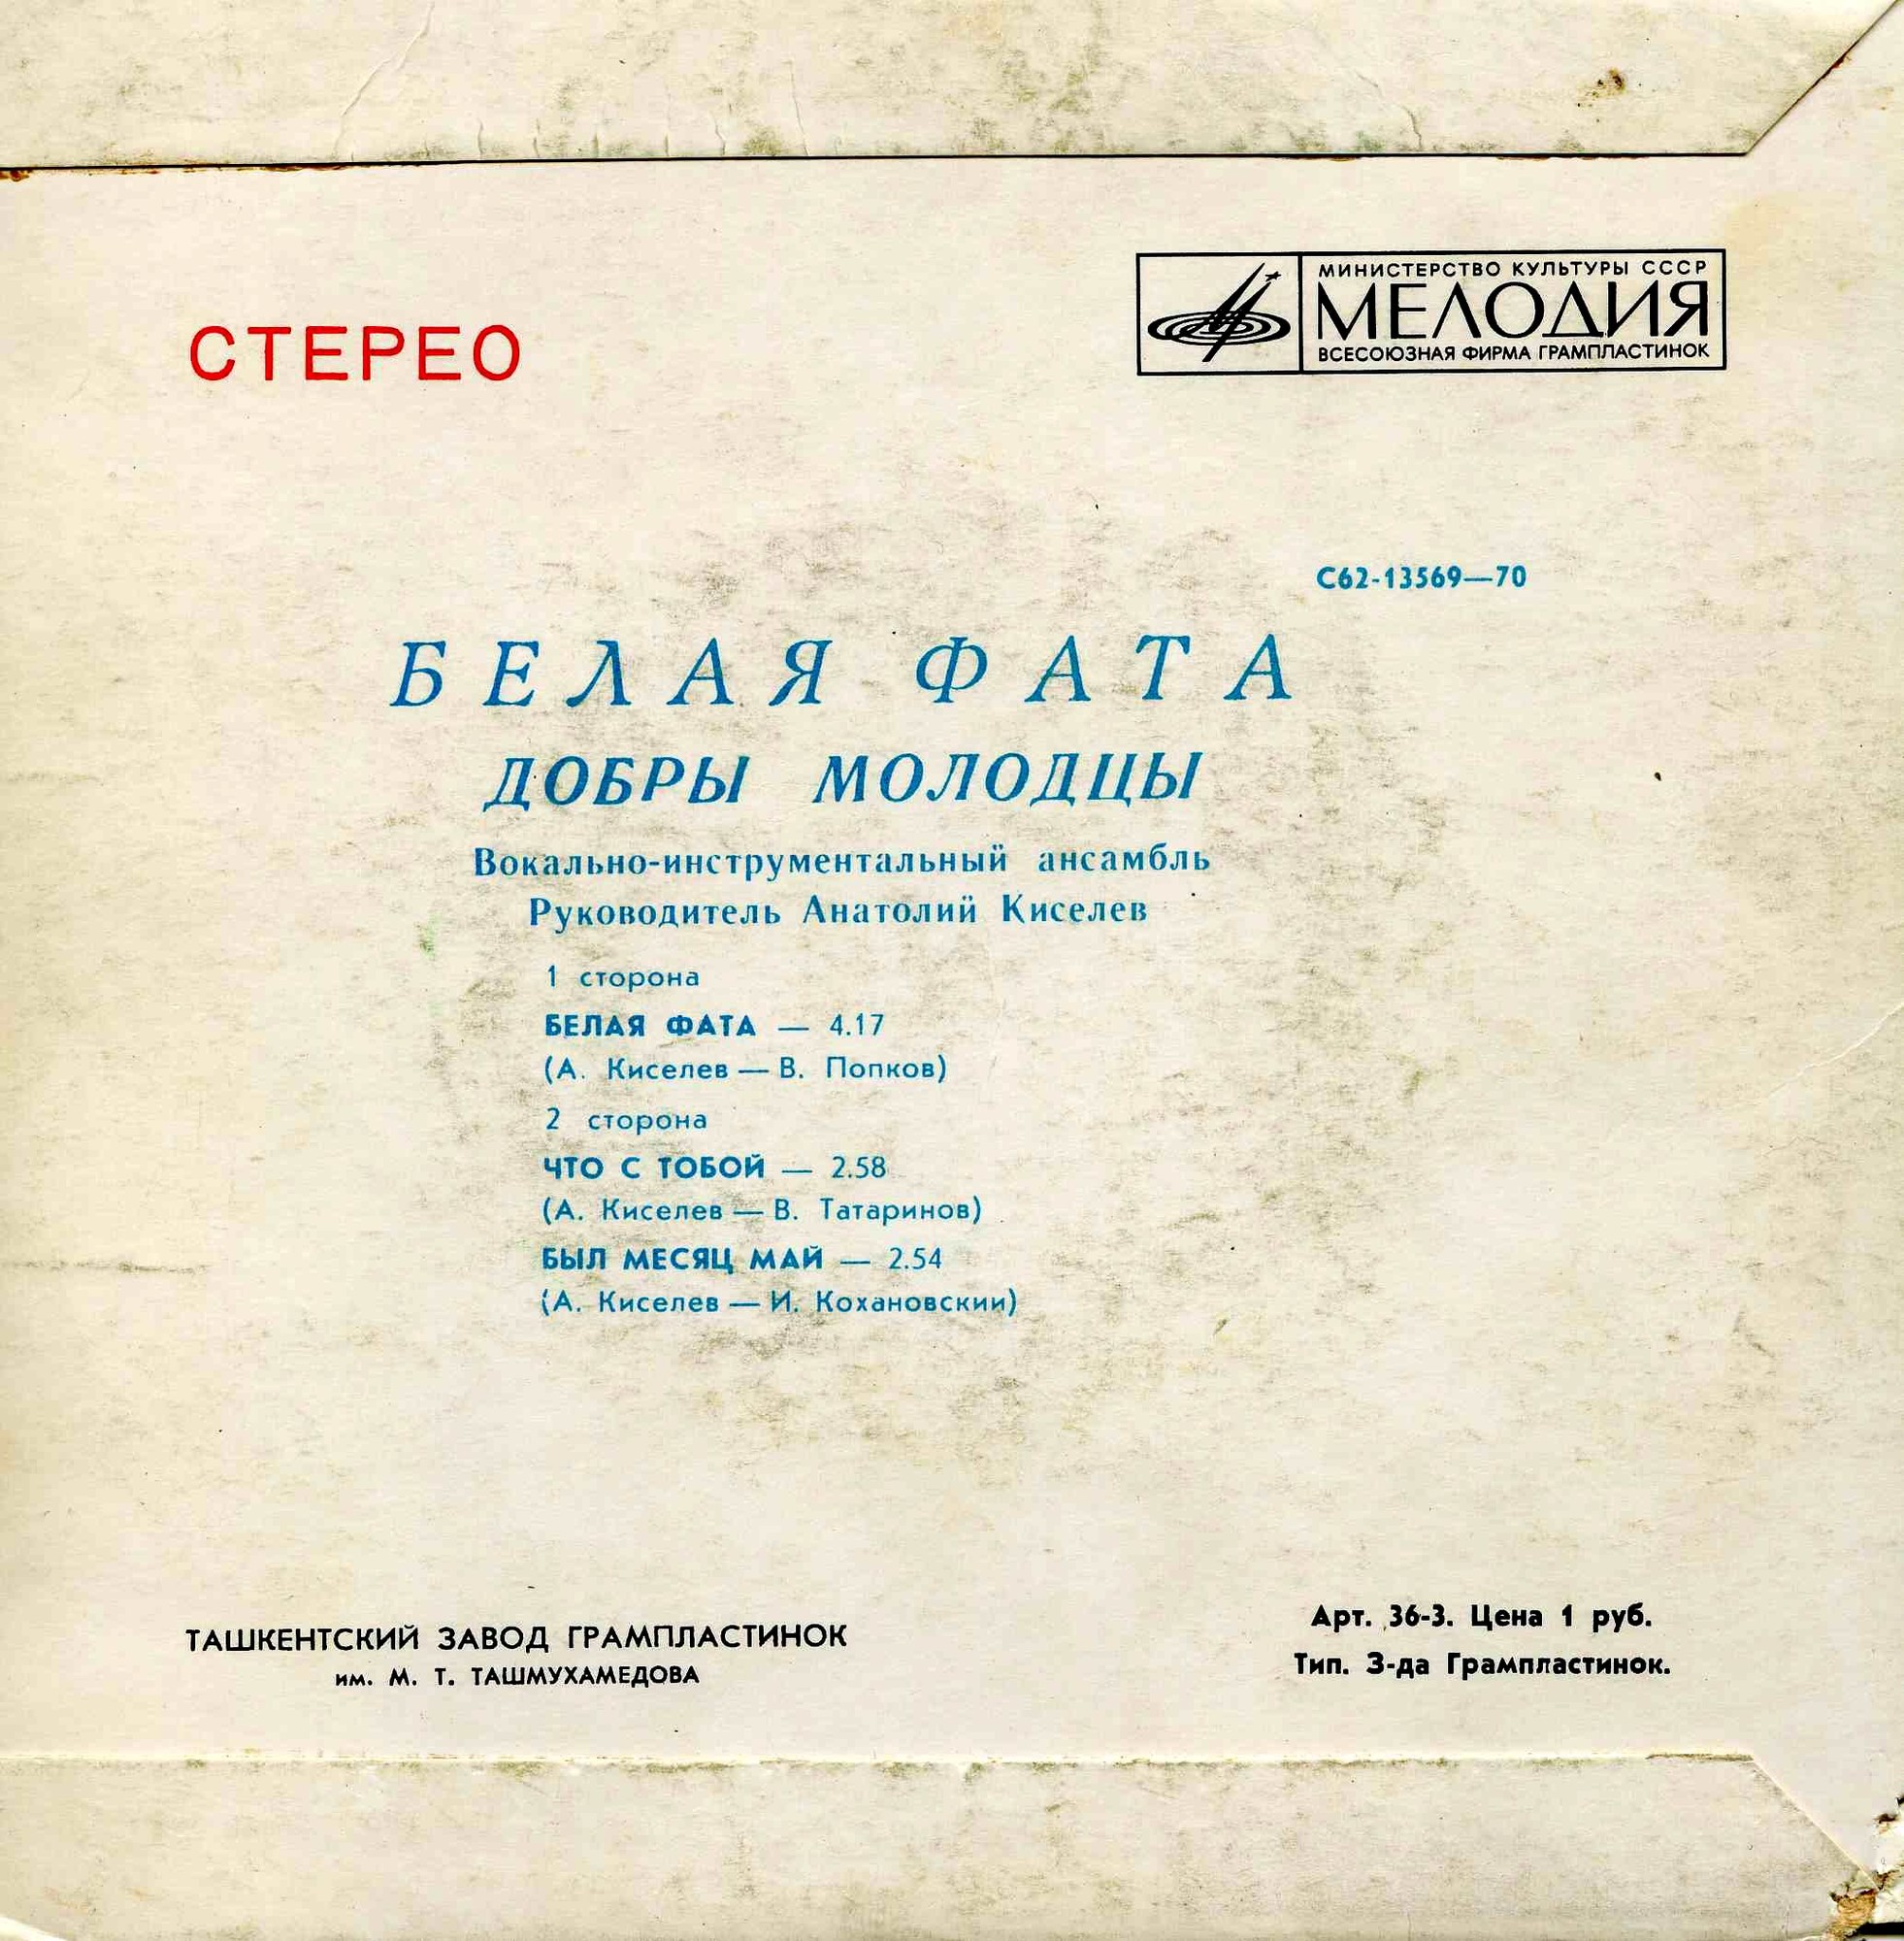 СТЕРЕО
МИНИСТЕРСТВО КУЛЬТУРЫ СССР
МЕЛОДИЯ
ВСЕСОЮЗНАЯ ФИРМА ГРАМПЛАСТИНОК
С62-13569—70
БЕЛАЯ ФАТА
ДОБРЫ МОЛОДЦЫ
Вокально-инструментальный ансамбль
Руководитель Анатолий Киселев
1 сторона
БЕЛАЯ ФАТА — 4.17
(А. Киселев — В. Попков)
2 сторона
ЧТО С ТОБОЙ — 2.58
(А. Киселев — В. Татаринов)
БЫЛ МЕСЯЦ МАЙ — 2.54
(А. Киселев — И. Кохановскии)
ТАШКЕНТСКИЙ ЗАВОД ГРАМПЛАСТИНОК
им. М. Т. ТАШМУХАМЕДОВА
Арт. 36-3. Цена 1 руб.
Тип. З-да Грампластинок.